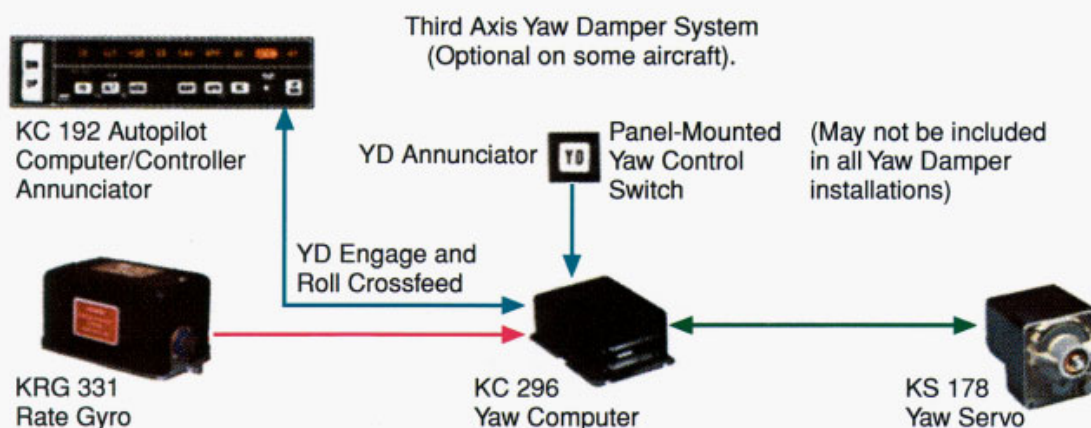 Third Axis Yaw Damper System
(Optional on some aircraft).
KC 192 Autopilot
Computer/Controller
Annunciator
YD Annunciator
YD
Panel-Mounted
Yaw Control
Switch
(May not be included
in all Yaw Damper
installations)
YD Engage and
Roll Crossfeed
KRG 331
Rate Gyro
KC 296
Yaw Computer
KS 178
Yaw Servo